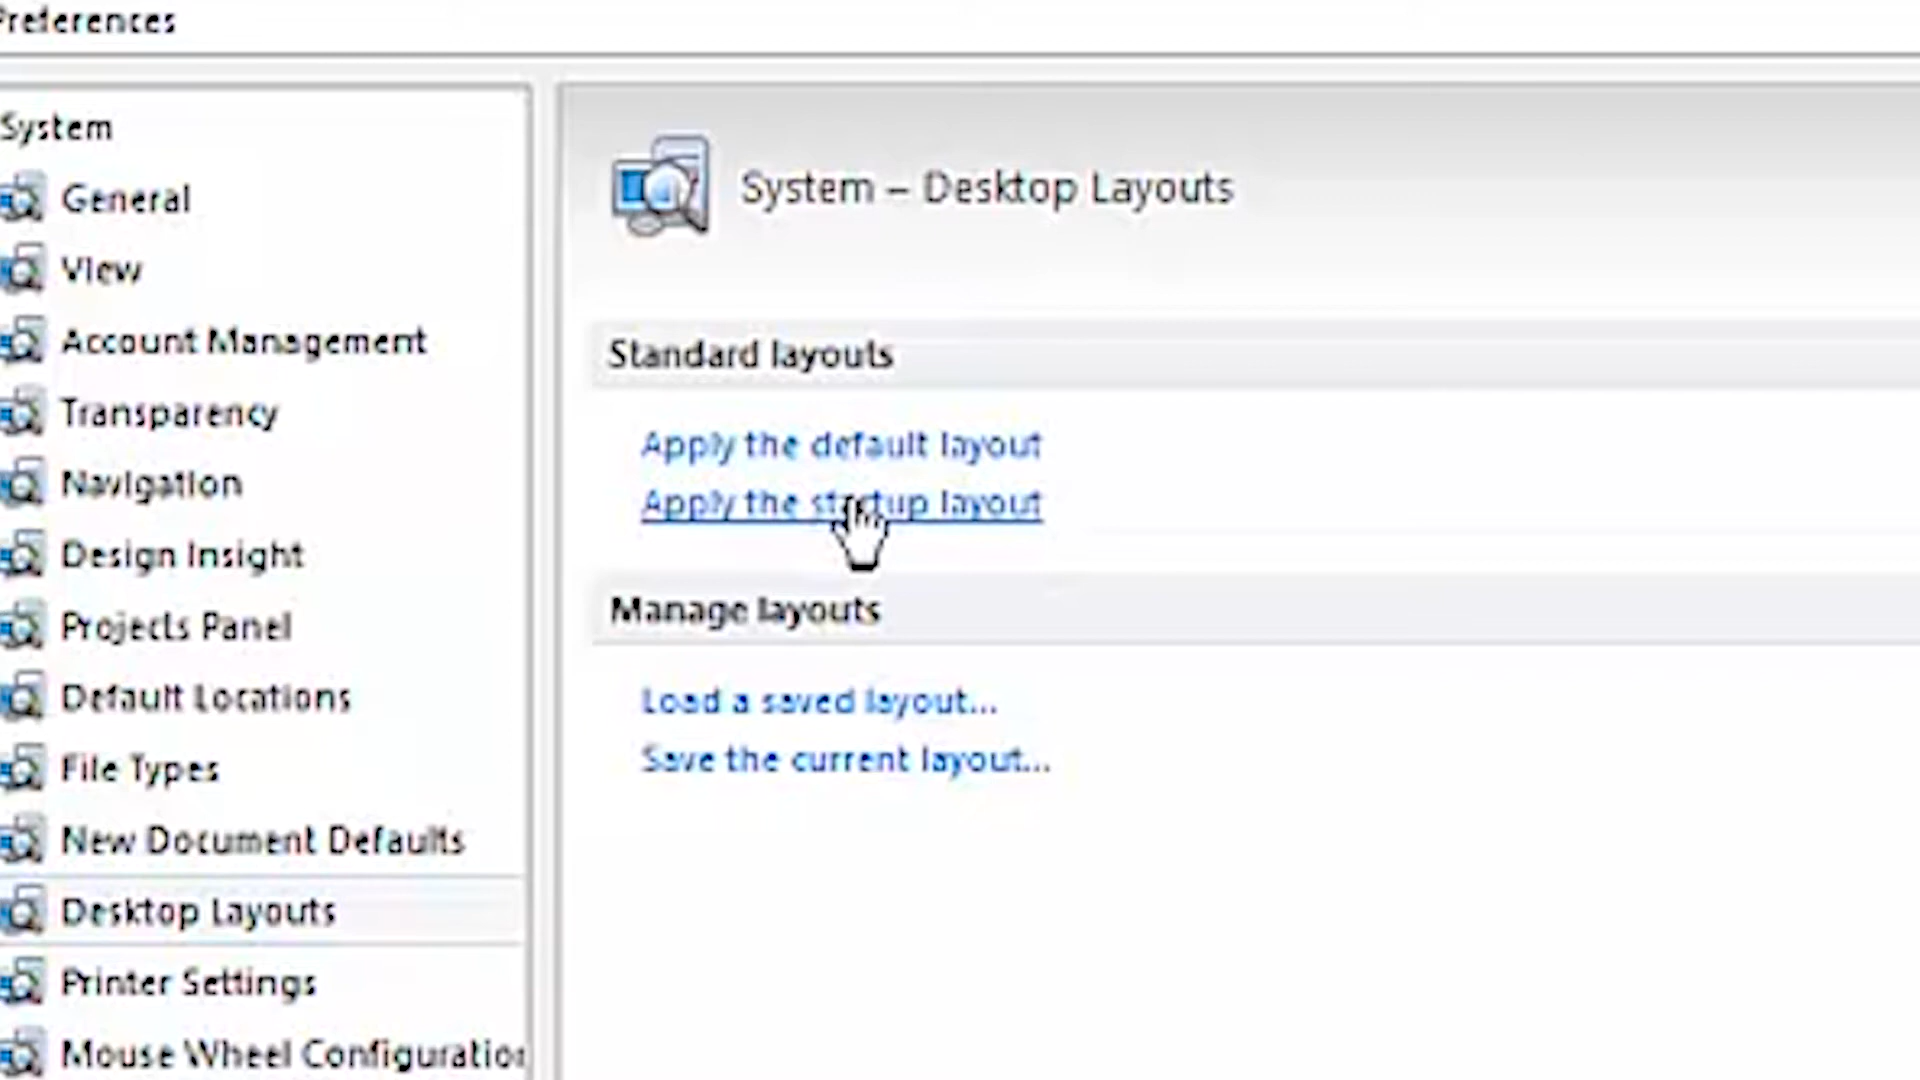 Preferences
System
General
View
Account Management
Transparency
Navigation
Design Insight
Projects Panel
Default Locations
File Types
New Document Defaults
Desktop Layouts
Printer Settings
Mouse Wheel Configuration
System – Desktop Layouts
Standard layouts
Apply the default layout
Apply the startup layout
Manage layouts
Load a saved layout...
Save the current layout...